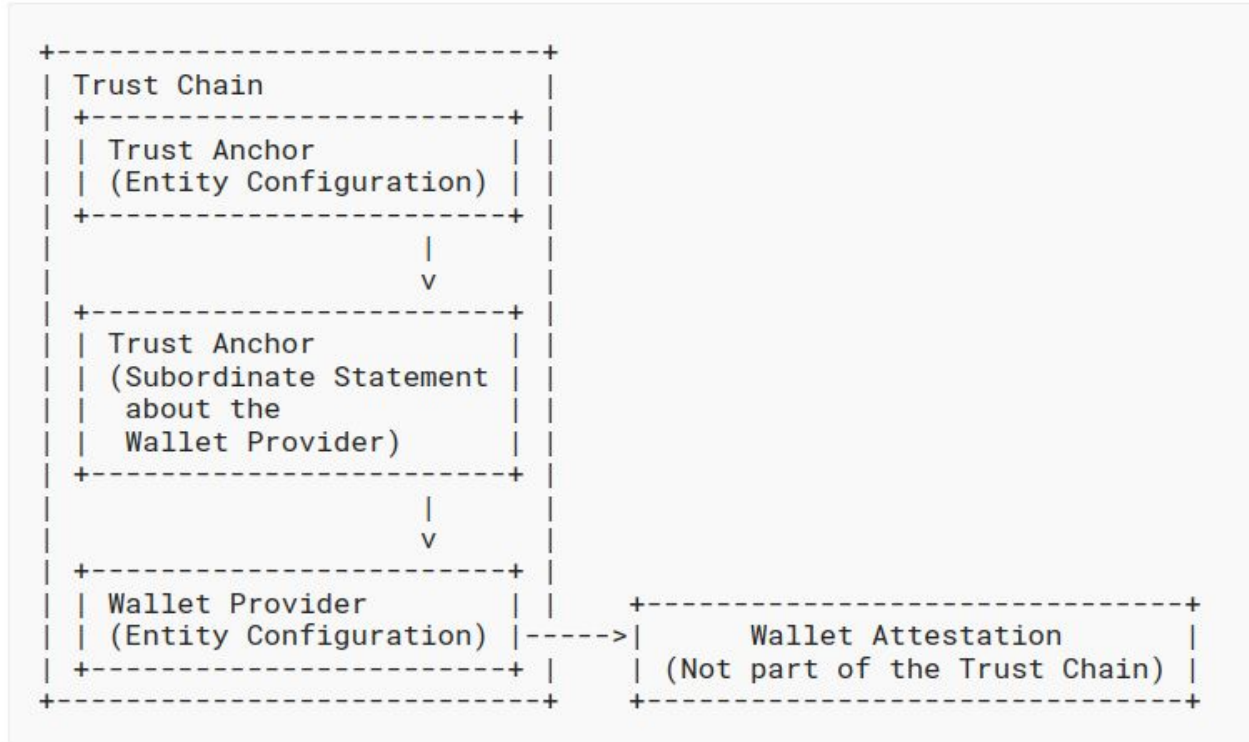 +----------------------------+
| Trust Chain                |
| +------------------------+ |
| | Trust Anchor           | |
| | (Entity Configuration) | |
| +------------------------+ |
|                     |      |
|                     v      |
| +------------------------+ |
| | Trust Anchor           | |
| | (Subordinate Statement | |
| |  about the             | |
| |  Wallet Provider)      | |
| +------------------------+ |
|                     |      |
|                     v      |
| +------------------------+ |
| | Wallet Provider        | |    +-------------------------------+
| | (Entity Configuration) |----->|      Wallet Attestation       |
| +------------------------+ |    | (Not part of the Trust Chain) |
+----------------------------+    +-------------------------------+